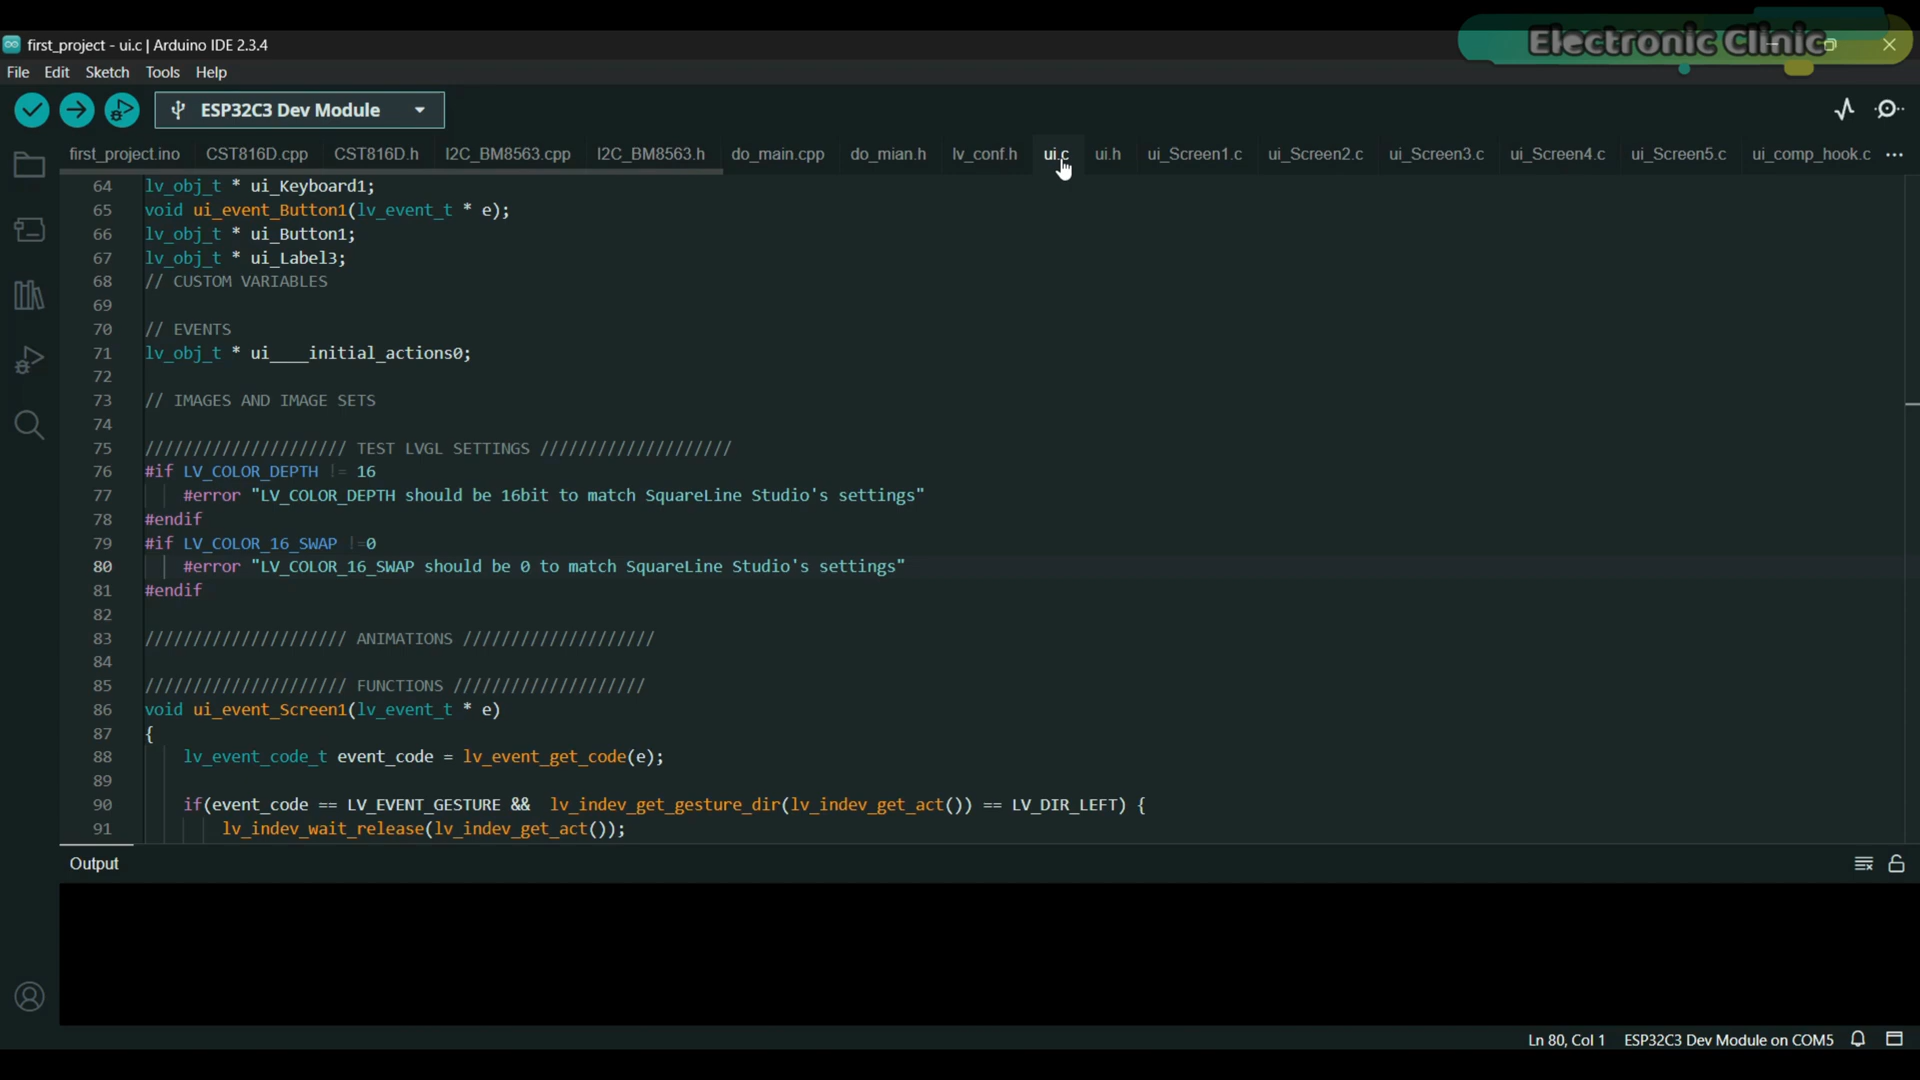 Electronic Clinic
first_project - ui.c | Arduino IDE 2.3.4
File Edit Sketch Tools Help
ESP32C3 Dev Module
first_project.ino CST816D.cpp CST816D.h I2C_BM8563.cpp I2C_BM8563.h do_main.cpp do_mian.h lv_conf.h ui.c ui.h ui_Screen1.c ui_Screen2.c ui_Screen3.c ui_Screen4.c ui_Screen5.c ui_comp_hook.c ...
64 lv_obj_t * ui_Keyboard1;
65 void ui_event_Button1(lv_event_t * e);
66 lv_obj_t * ui_Button1;
67 lv_obj_t * ui_Label3;
68 // CUSTOM VARIABLES
69
70 // EVENTS
71 lv_obj_t * ui____initial_actions0;
72
73 // IMAGES AND IMAGE SETS
74
75 ///////////////////// TEST LVGL SETTINGS ////////////////////
76 #if LV_COLOR_DEPTH != 16
77 #error "LV_COLOR_DEPTH should be 16bit to match SquareLine Studio's settings"
78 #endif
79 #if LV_COLOR_16_SWAP !=0
80 #error "LV_COLOR_16_SWAP should be 0 to match SquareLine Studio's settings"
81 #endif
82
83 ///////////////////// ANIMATIONS ////////////////////
84
85 ///////////////////// FUNCTIONS ////////////////////
86 void ui_event_Screen1(lv_event_t * e)
87 {
88 lv_event_code_t event_code = lv_event_get_code(e);
89
90 if(event_code == LV_EVENT_GESTURE && lv_indev_get_gesture_dir(lv_indev_get_act()) == LV_DIR_LEFT) {
91 lv_indev_wait_release(lv_indev_get_act());
Output
Ln 80, Col 1 ESP32C3 Dev Module on COM5